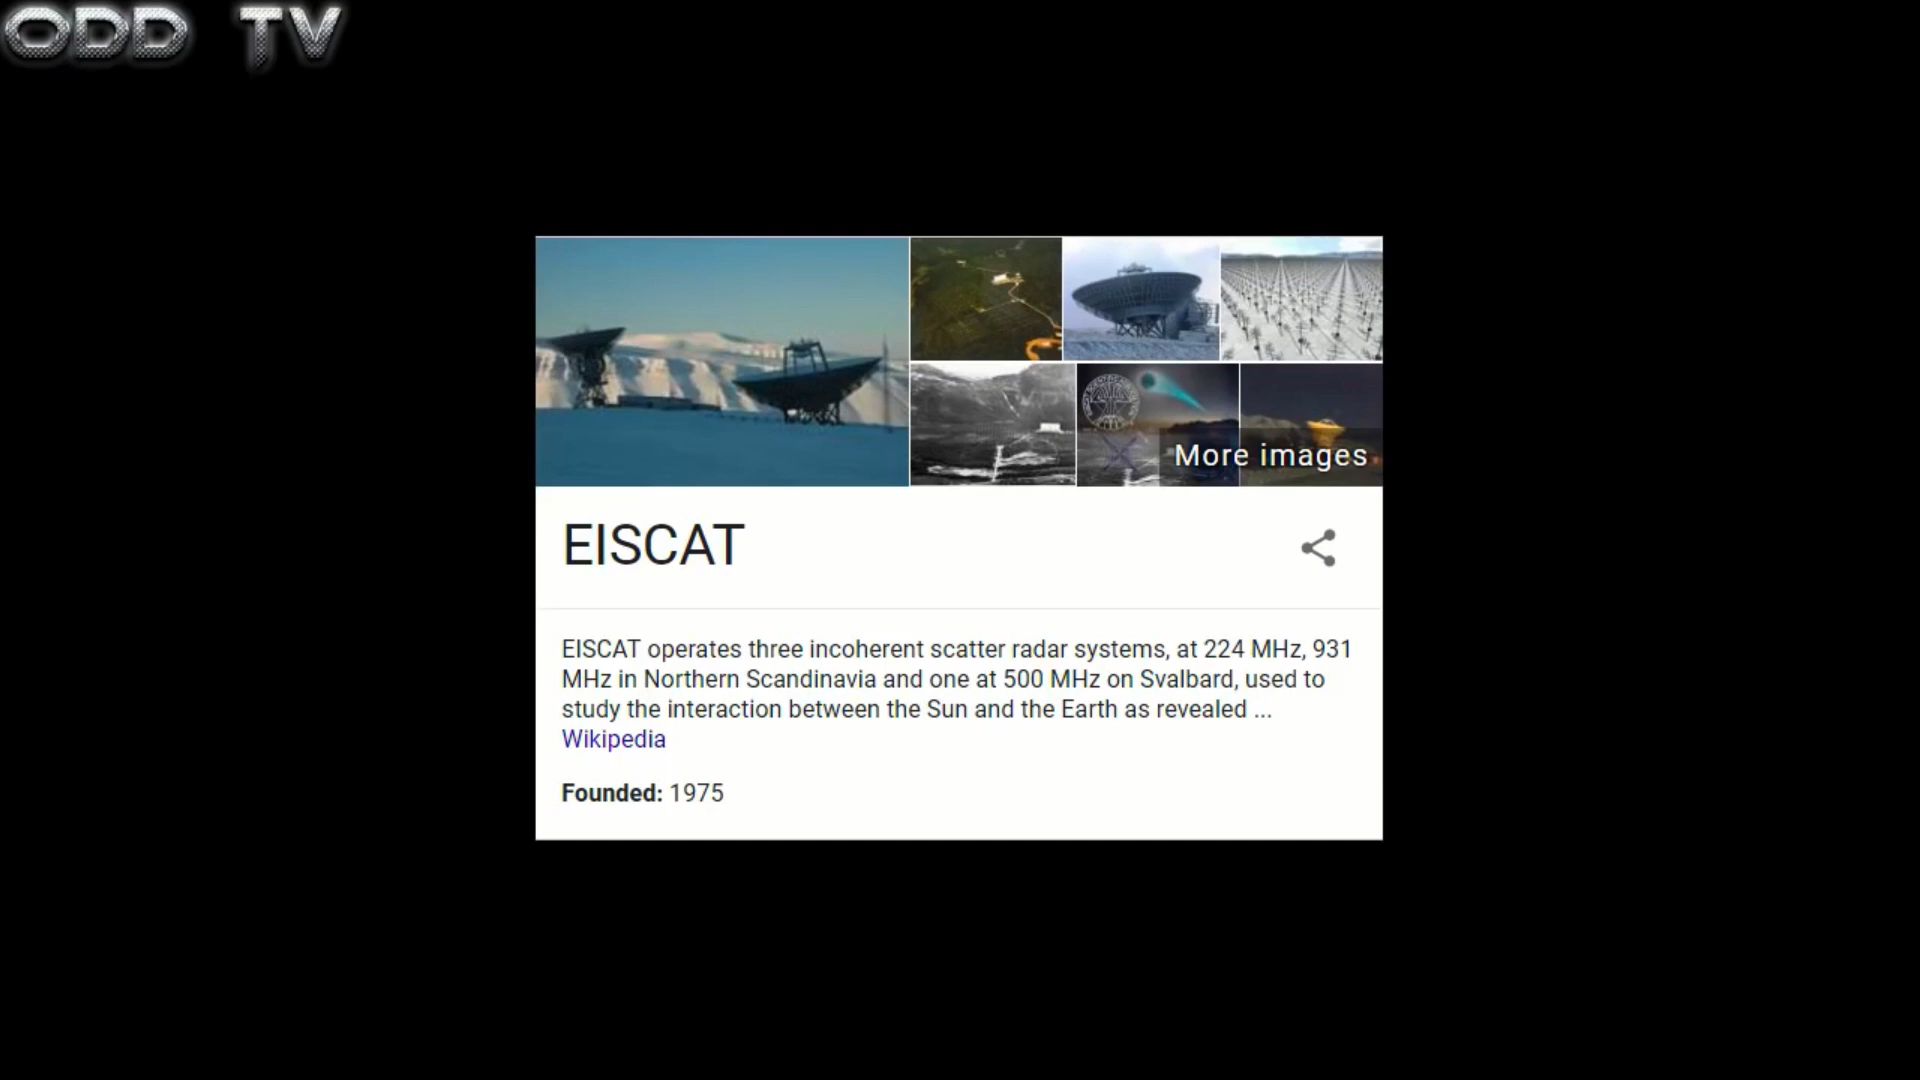 ODD TV
More images
EISCAT
EISCAT operates three incoherent scatter radar systems, at 224 MHz, 931
MHz in Northern Scandinavia and one at 500 MHz on Svalbard, used to
study the interaction between the Sun and the Earth as revealed ...
Wikipedia
Founded: 1975